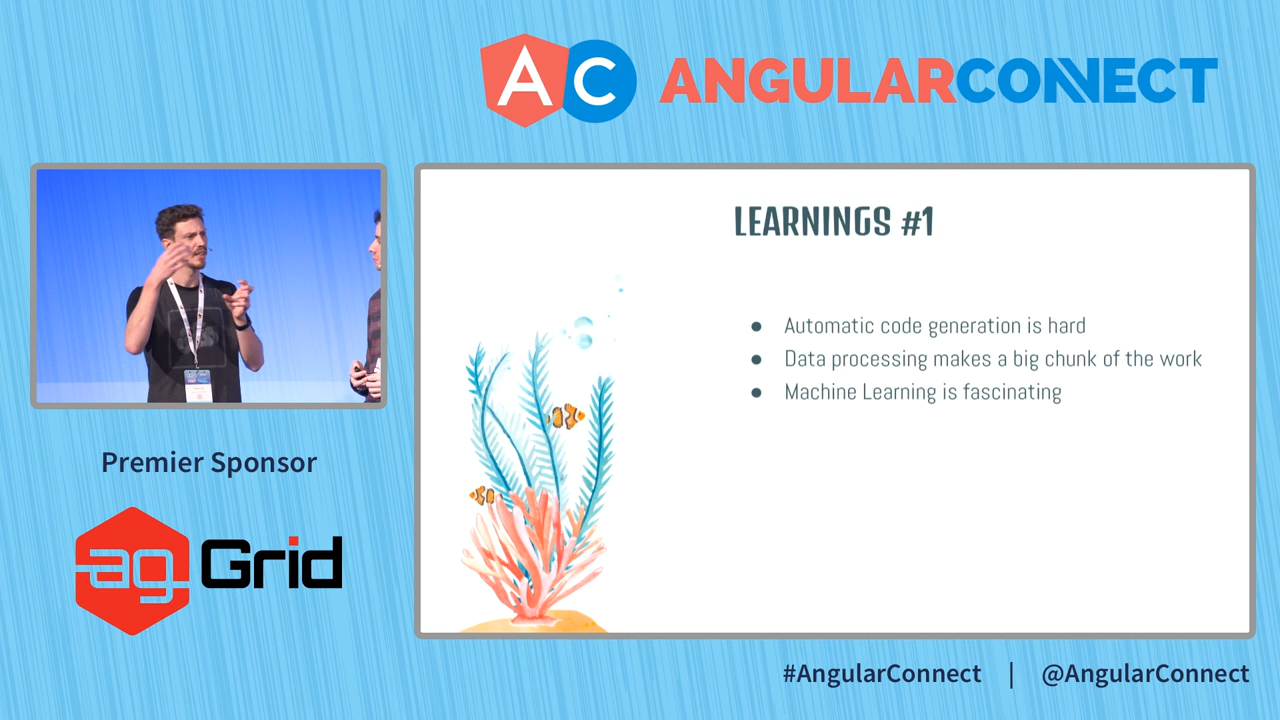 AC ANGULARCONNECT
LEARNINGS #1
● Automatic code generation is hard
● Data processing makes a big chunk of the work
● Machine Learning is fascinating
Premier Sponsor
ag Grid
#AngularConnect | @AngularConnect